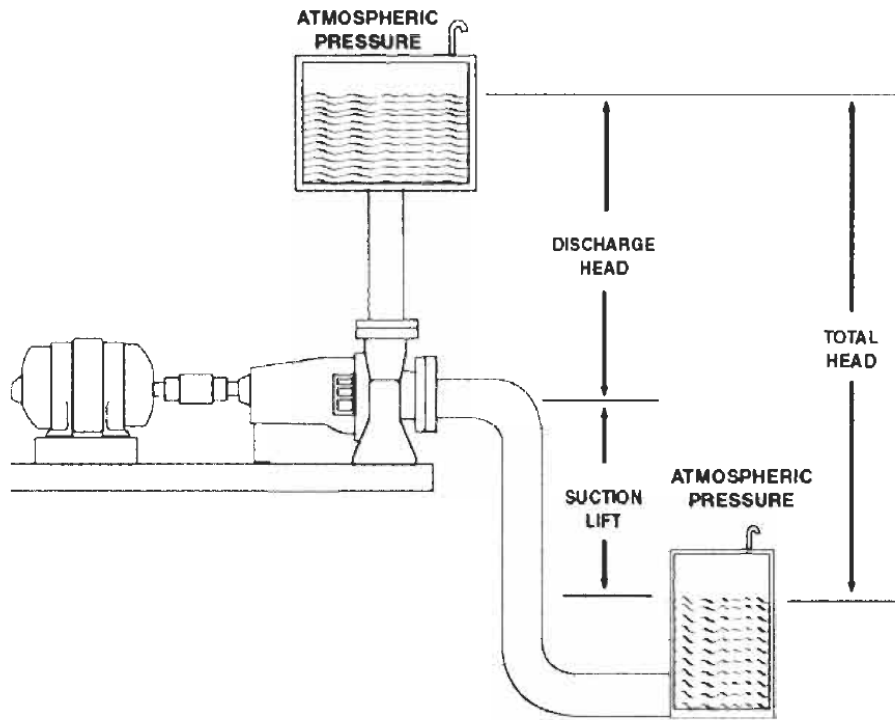 ATMOSPHERIC
PRESSURE
DISCHARGE
HEAD
TOTAL
HEAD
SUCTION
LIFT
ATMOSPHERIC
PRESSURE